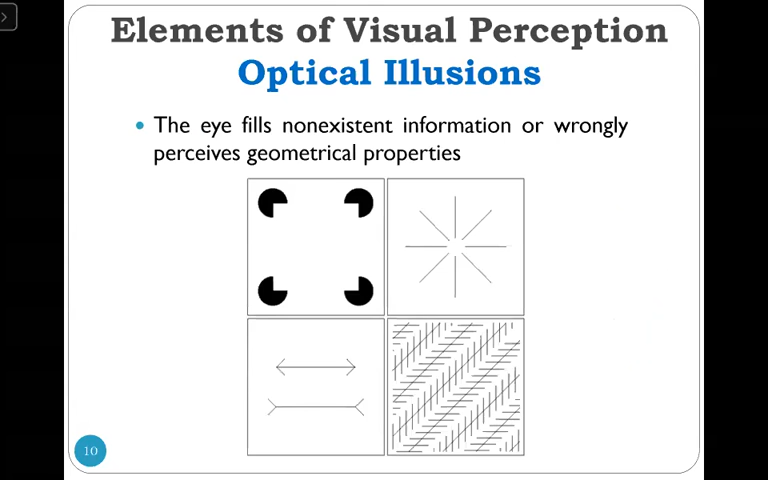 Elements of Visual Perception
Optical Illusions
• The eye fills nonexistent information or wrongly
perceives geometrical properties
10